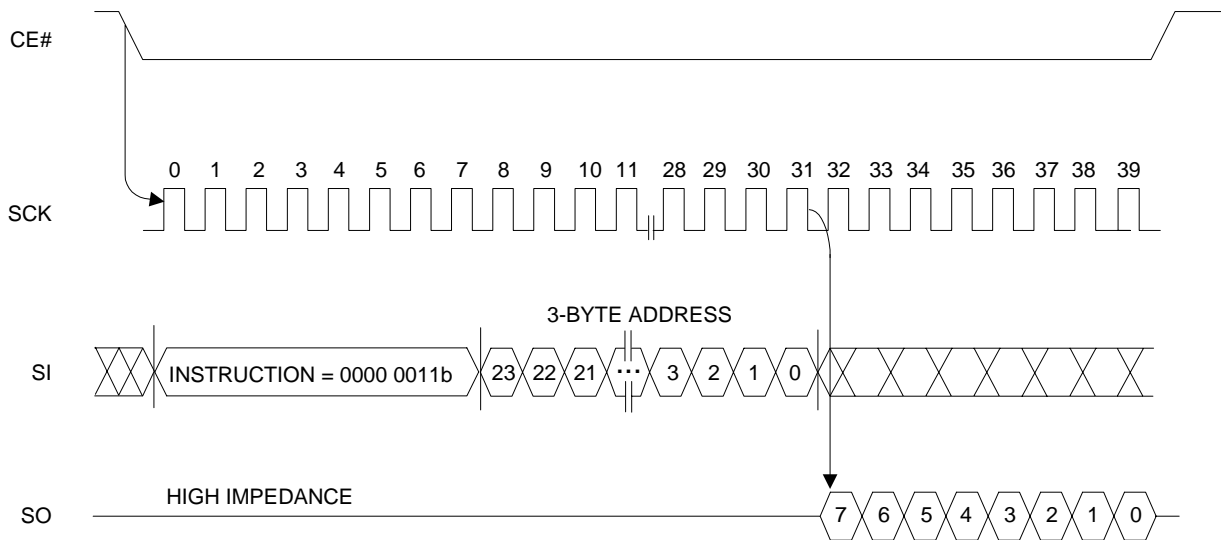 CE#
0 1 2 3 4 5 6 7 8 9 10 11 28 29 30 31 32 33 34 35 36 37 38 39
SCK
3-BYTE ADDRESS
SI INSTRUCTION = 0000 0011b 23 22 21 ... 3 2 1 0
HIGH IMPEDANCE
SO 7 6 5 4 3 2 1 0